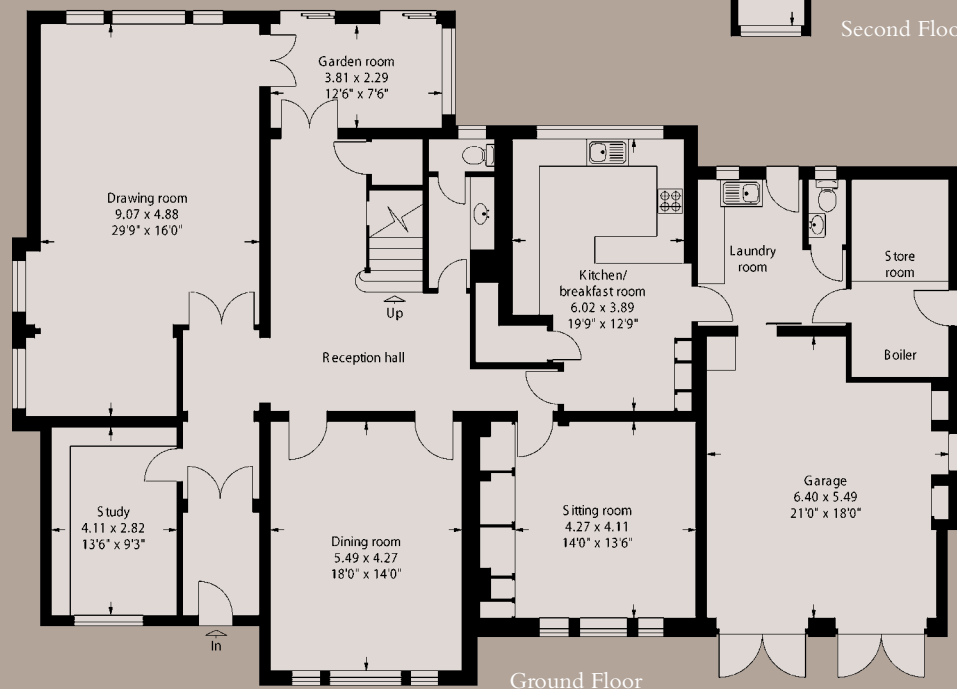 Second Floo
Garden room
3.81 x 2.29
12'6" x 7'6"
Drawing room
9.07 x 4.88
29'9" x 16'0"
Laundry
room
Store
room
Kitchen/
breakfast room
6.02 x 3.89
19'9" x 12'9"
Up
Reception hall
Boiler
Study
4.11 x 2.82
13'6" x 9'3"
Dining room
5.49 x 4.27
18'0" x 14'0"
Sitting room
4.27 x 4.11
14'0" x 13'6"
Garage
6.40 x 5.49
21'0" x 18'0"
In
Ground Floor